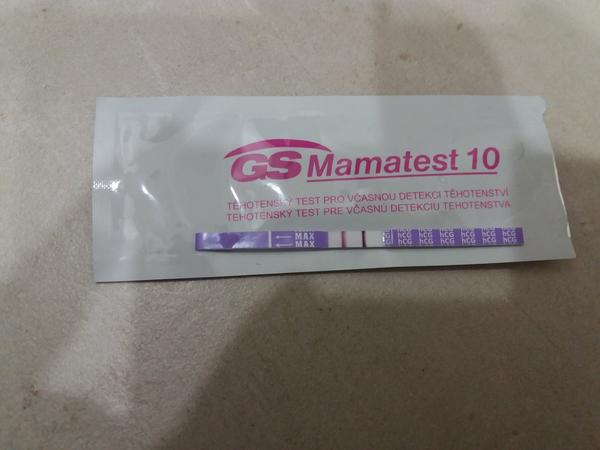 GS Mamatest 10
TĚHOTENSKÝ TEST PRO VČASNOU DETEKCI TĚHOTENSTVÍ
TEHOTENSKÝ TEST PRE VČASNÚ DETEKCIU TEHOTENSTVA
MAX hCG hCG hCG hCG hCG hCG
MAX hCG hCG hCG hCG hCG hCG